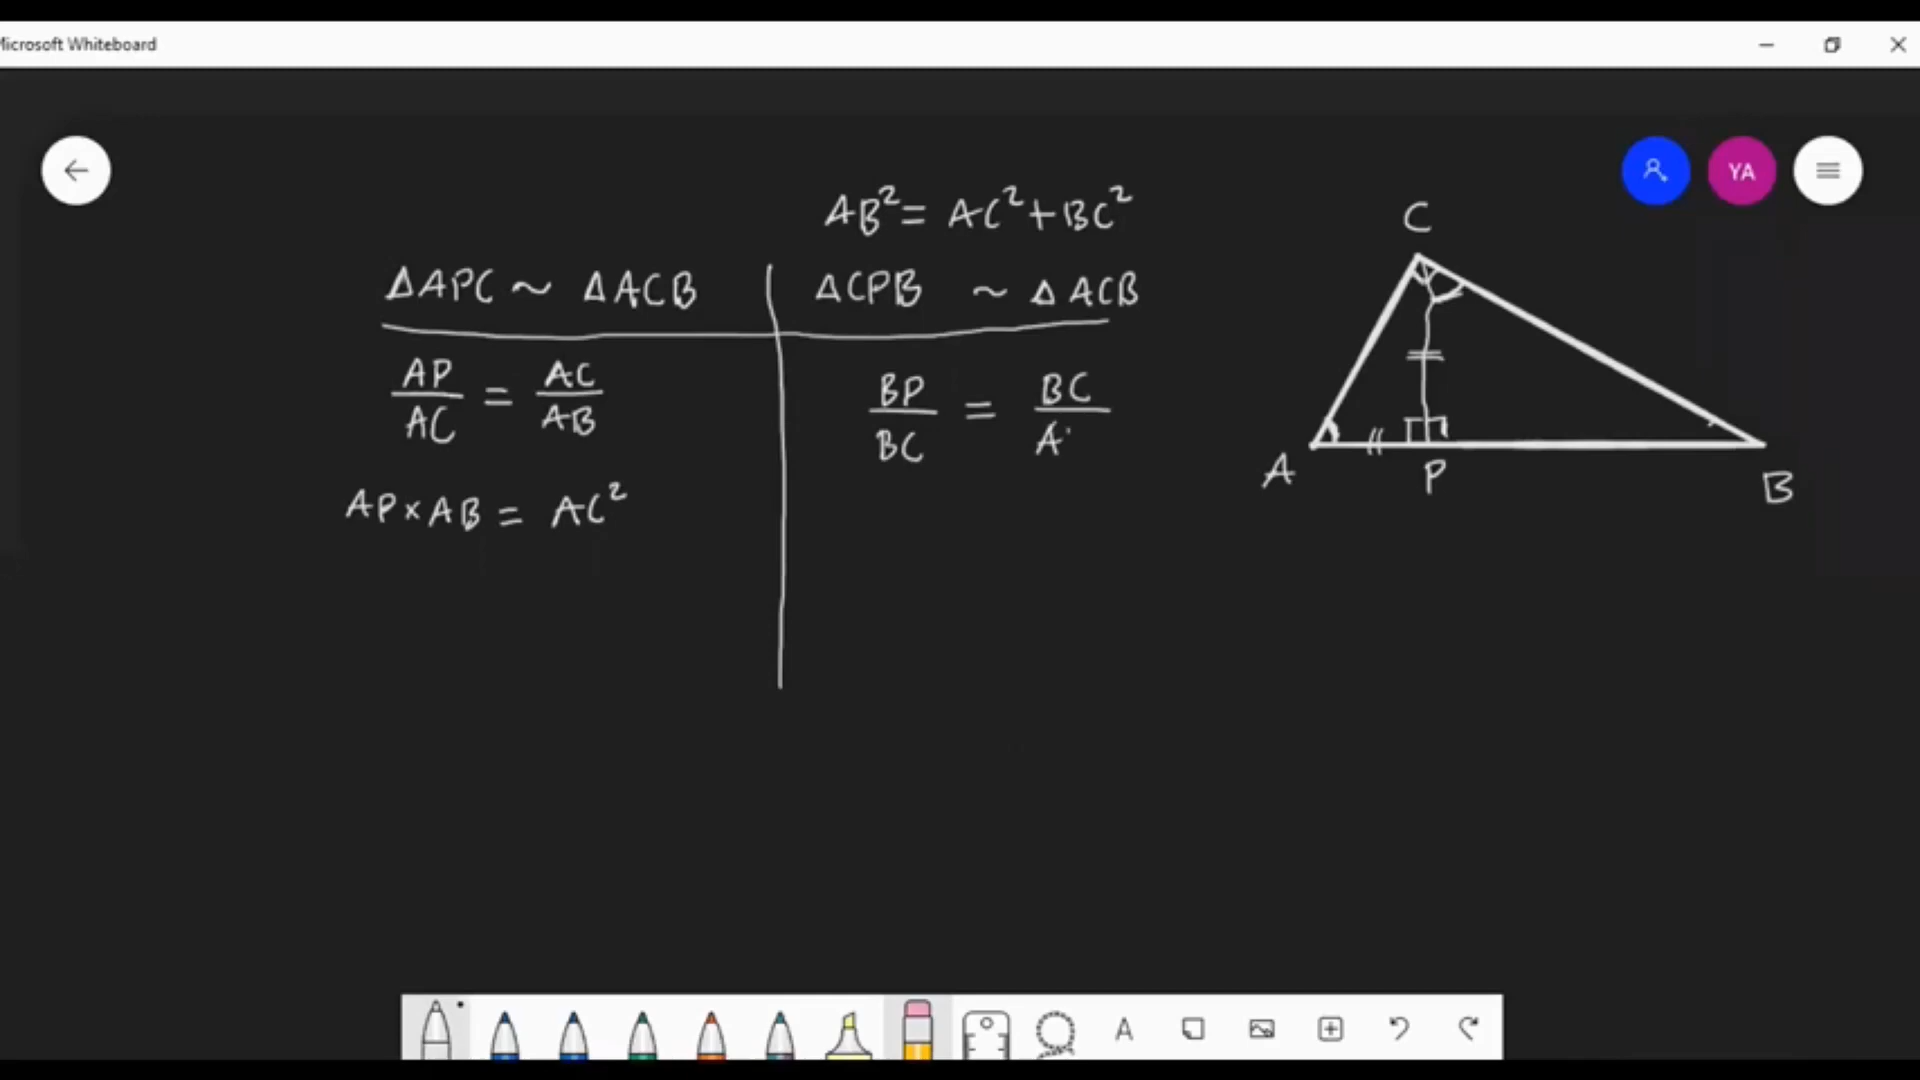 Microsoft Whiteboard
YA
AB² = AC² + BC²
ΔAPC ~ ΔACB
ΔCPB ~ ΔACB
AP/AC = AC/AB
BP/BC = BC/A
AP × AB = AC²
C
A
P
B
A